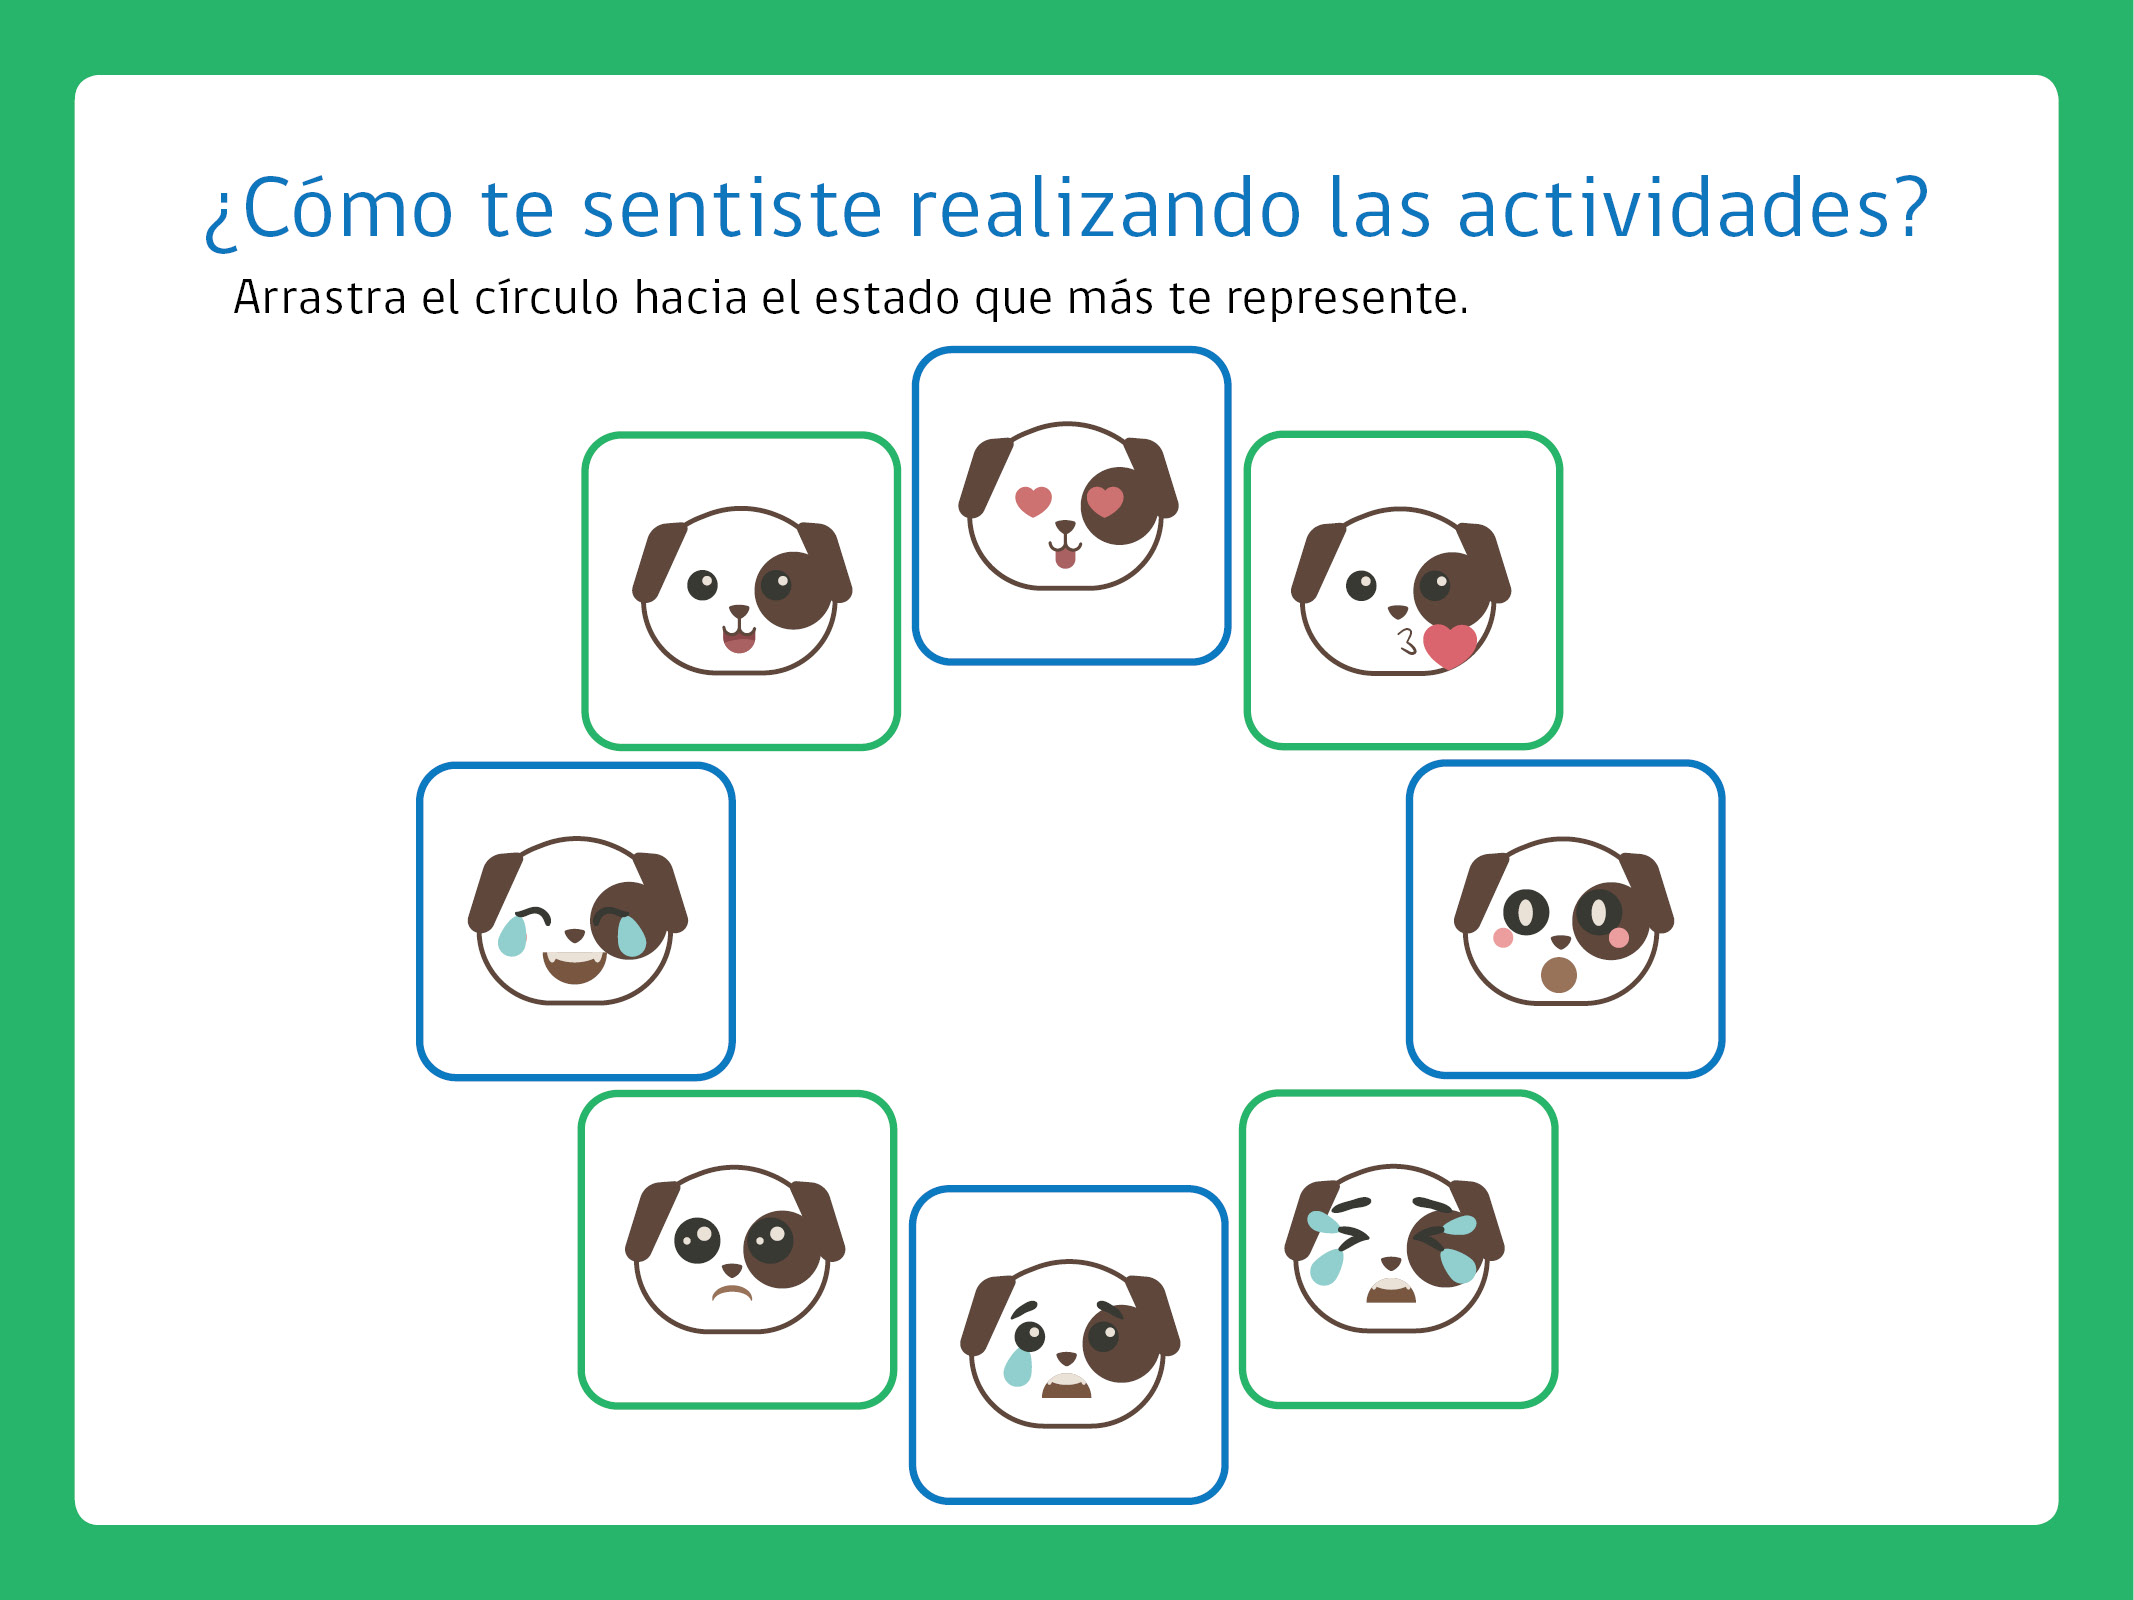 ¿Cómo te sentiste realizando las actividades?
Arrastra el círculo hacia el estado que más te represente.